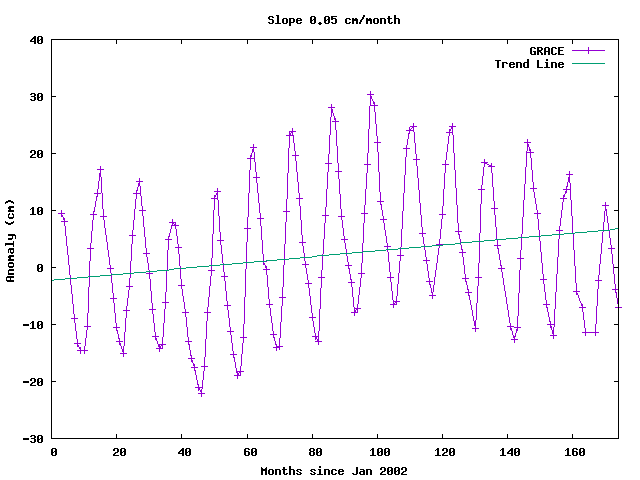 Slope 0.05 cm/month
GRACE
Trend Line
Anomaly (cm)
40
30
20
10
0
-10
-20
-30
0 20 40 60 80 100 120 140 160
Months since Jan 2002